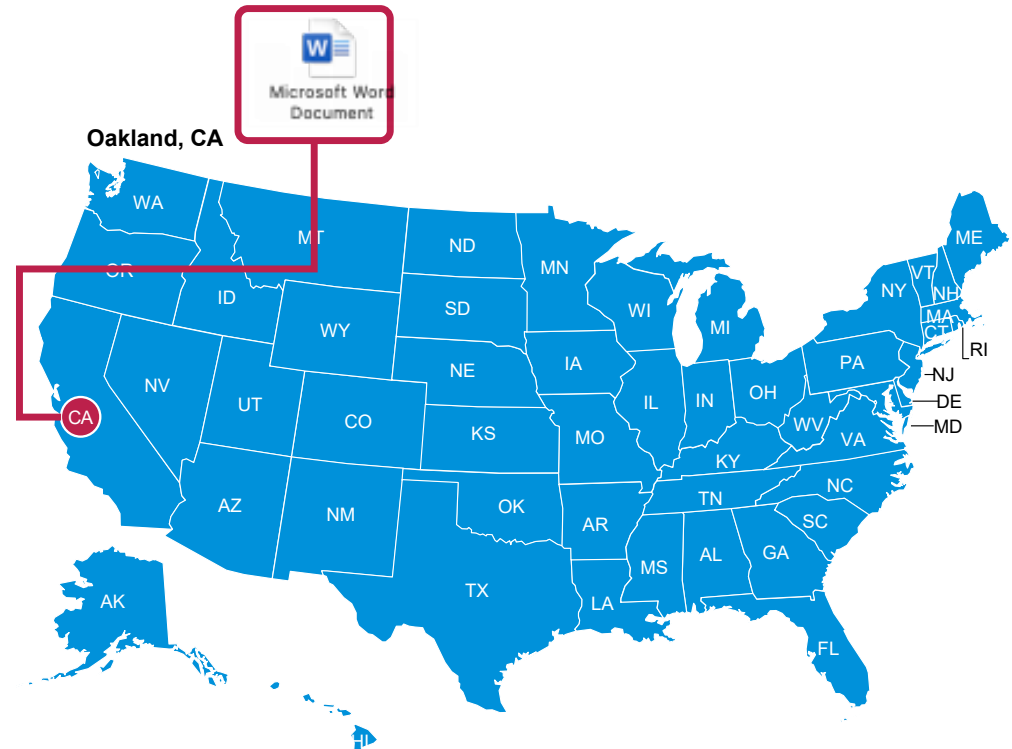 W
Microsoft Word
Document
Oakland, CA
WA
MT
ND
MN
ME
VT
NH
NY
MA
CT
RI
OR
ID
SD
WI
MI
WY
NE
IA
PA
NJ
NV
UT
CO
KS
MO
IL
IN
OH
DE
MD
CA
WV
VA
KY
AZ
NM
OK
AR
TN
NC
SC
MS
AL
GA
TX
LA
AK
FL
HI